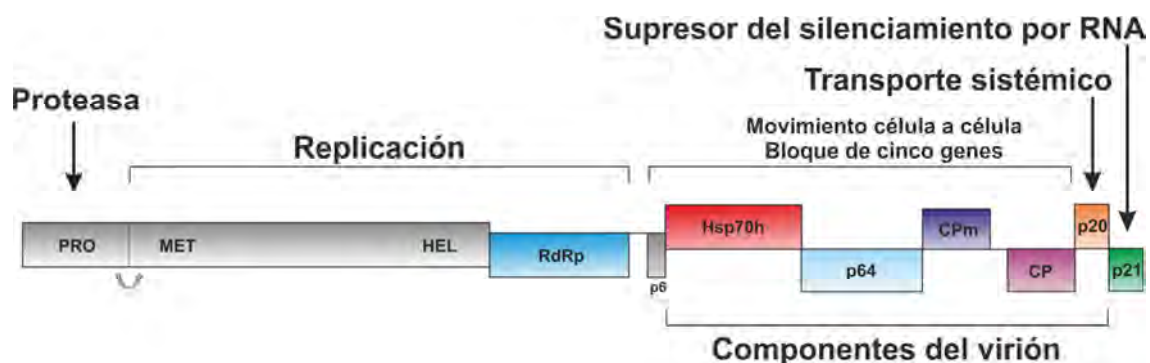 Supresor del silenciamiento por RNA
Transporte sistémico
Proteasa
Movimiento célula a célula
Bloque de cinco genes
Replicación
PRO MET HEL RdRp p6 Hsp70h p64 CPm CP p20 p21
Componentes del virión